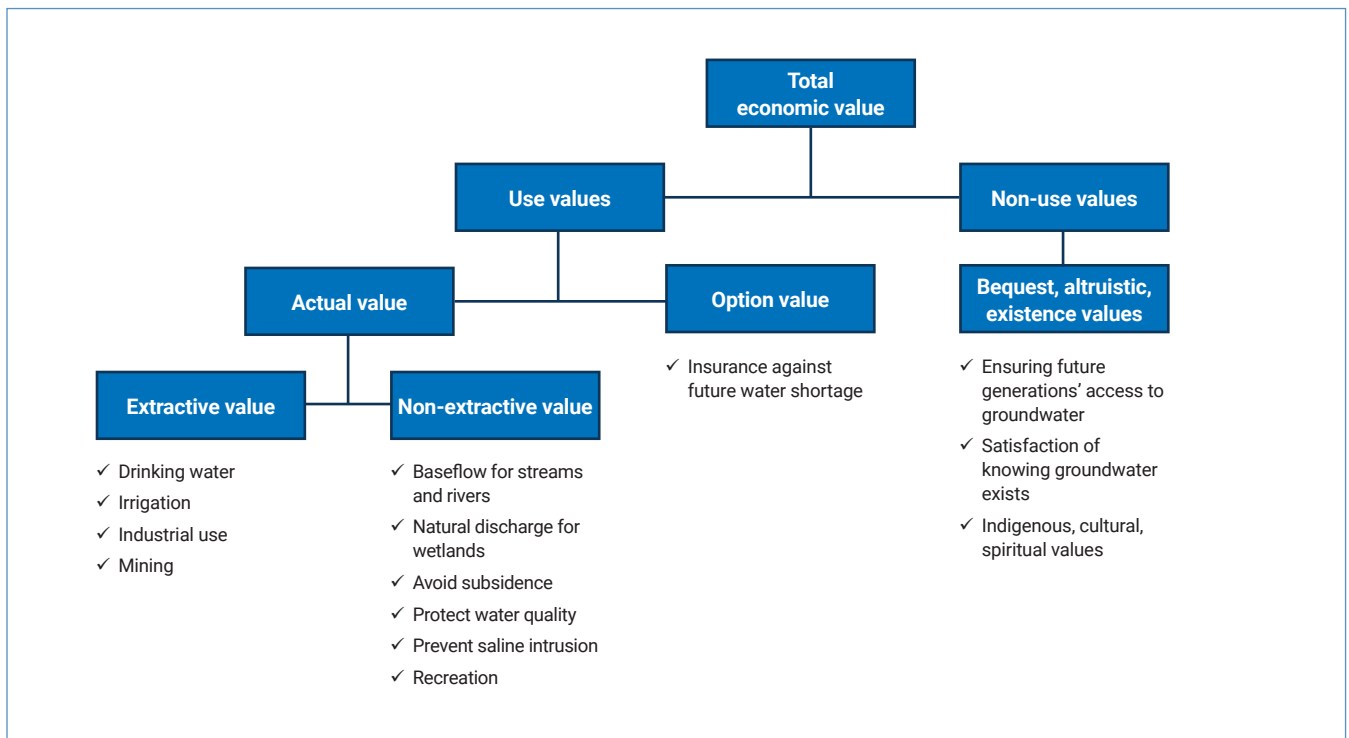 Total
economic value
Use values
Non-use values
Actual value
Option value
Bequest, altruistic,
existence values
Extractive value
Non-extractive value
✓ Drinking water
✓ Irrigation
✓ Industrial use
✓ Mining
✓ Baseflow for streams
and rivers
✓ Natural discharge for
wetlands
✓ Avoid subsidence
✓ Protect water quality
✓ Prevent saline intrusion
✓ Recreation
✓ Insurance against
future water shortage
✓ Ensuring future
generations’ access to
groundwater
✓ Satisfaction of
knowing groundwater
exists
✓ Indigenous, cultural,
spiritual values